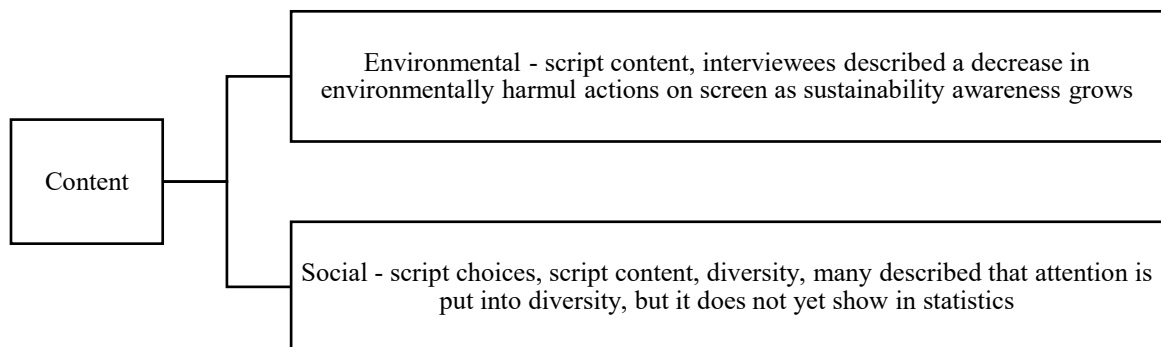 Content
Environmental - script content, interviewees described a decrease in
environmentally harmul actions on screen as sustainability awareness grows
Social - script choices, script content, diversity, many described that attention is
put into diversity, but it does not yet show in statistics